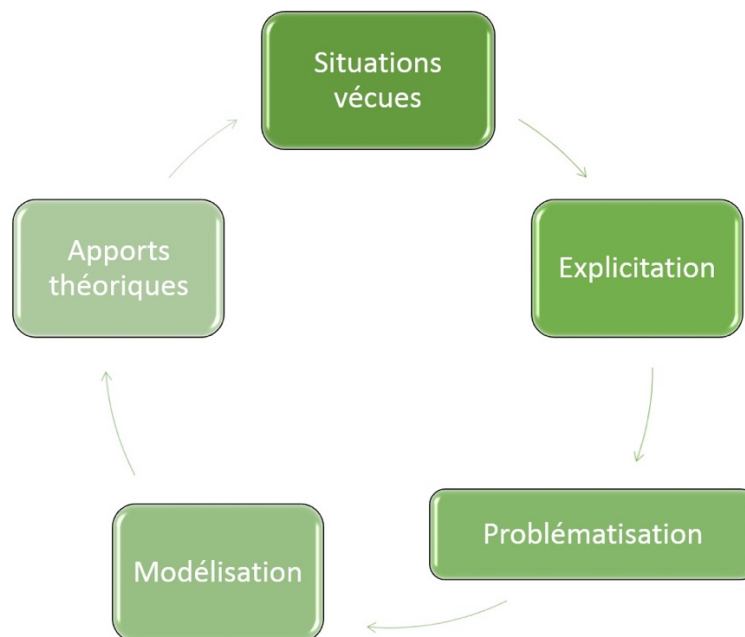 Situations
vécues
Explicitation
Problématisation
Modélisation
Apports
théoriques